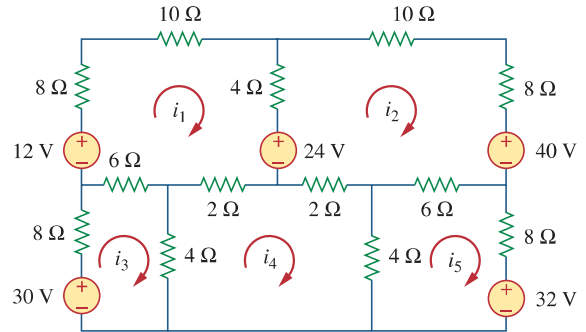 10 Ω 10 Ω
8 Ω 4 Ω 8 Ω
i1 i2
12 V + − 24 V + − 40 V + −
6 Ω
2 Ω 2 Ω 6 Ω
8 Ω 4 Ω 4 Ω 8 Ω
i3 i4 i5
30 V + − 32 V + −